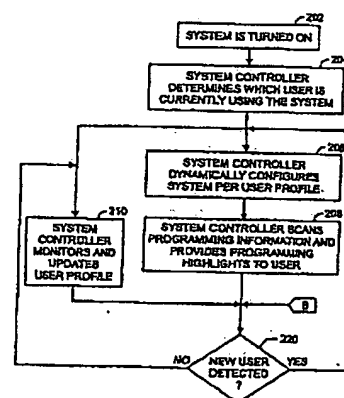 202
SYSTEM IS TURNED ON
204
SYSTEM CONTROLLER
DETERMINES WHICH USER IS
CURRENTLY USING THE SYSTEM
206
SYSTEM CONTROLLER
DYNAMICALLY CONFIGURES
SYSTEM PER USER PROFILE
210
SYSTEM
CONTROLLER
MONITORS AND
UPDATES
USER PROFILE
208
SYSTEM CONTROLLER SCANS
PROGRAMMING INFORMATION AND
PROVIDES PROGRAMMING
HIGHLIGHTS TO USER
B
220
NO
NEW USER
DETECTED
?
YES